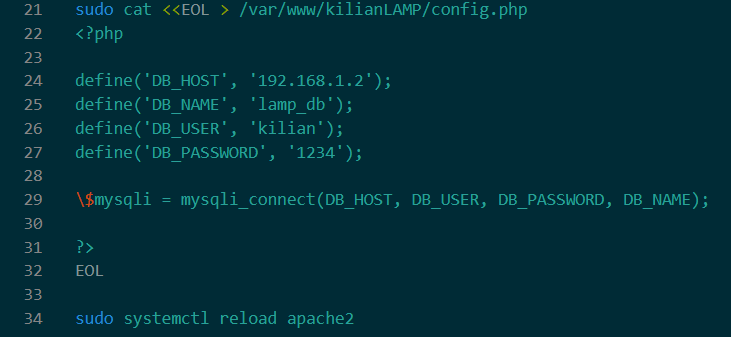 21 sudo cat <<EOL > /var/www/kilianLAMP/config.php
22 <?php
23
24 define('DB_HOST', '192.168.1.2');
25 define('DB_NAME', 'lamp_db');
26 define('DB_USER', 'kilian');
27 define('DB_PASSWORD', '1234');
28
29 \$mysqli = mysqli_connect(DB_HOST, DB_USER, DB_PASSWORD, DB_NAME);
30
31 ?>
32 EOL
33
34 sudo systemctl reload apache2